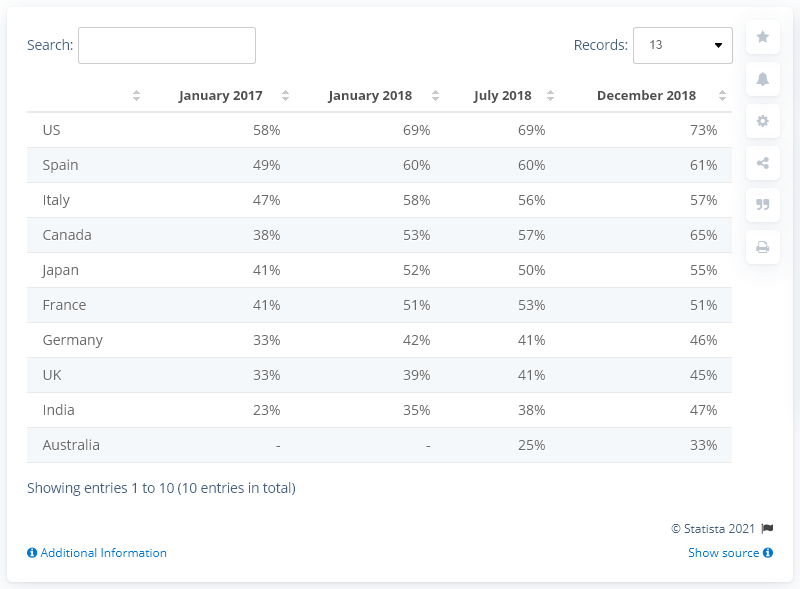 Search: Records: 13
January 2017 January 2018 July 2018 December 2018
US 58% 69% 69% 73%
Spain 49% 60% 60% 61%
Italy 47% 58% 56% 57%
Canada 38% 53% 57% 65%
Japan 41% 52% 50% 55%
France 41% 51% 53% 51%
Germany 33% 42% 41% 46%
UK 33% 39% 41% 45%
India 23% 35% 38% 47%
Australia - - 25% 33%
Showing entries 1 to 10 (10 entries in total)
© Statista 2021
Additional Information Show source